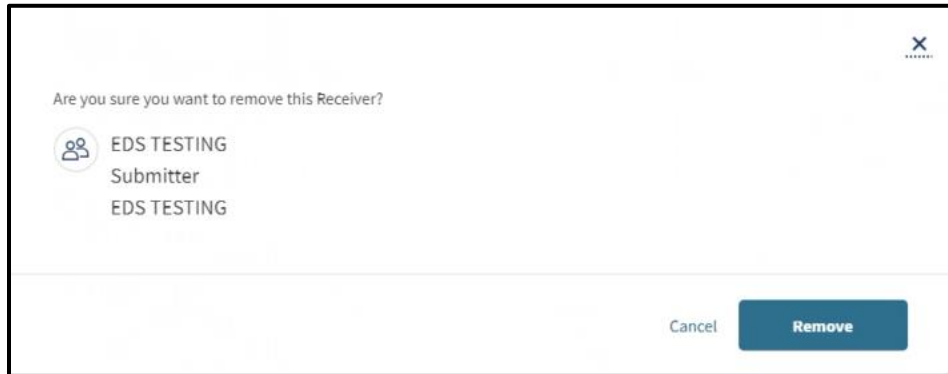 Are you sure you want to remove this Receiver?
EDS TESTING
Submitter
EDS TESTING
Cancel
Remove